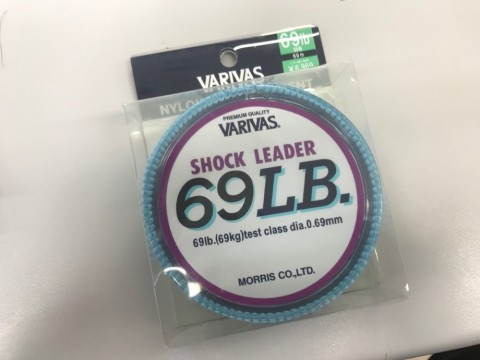 69lb
VARIVAS
NYLON
PREMIUM QUALITY
VARIVAS®
SHOCK LEADER
69LB.
69lb.(69kg)test class dia.0.69mm
MORRIS CO.,LTD.